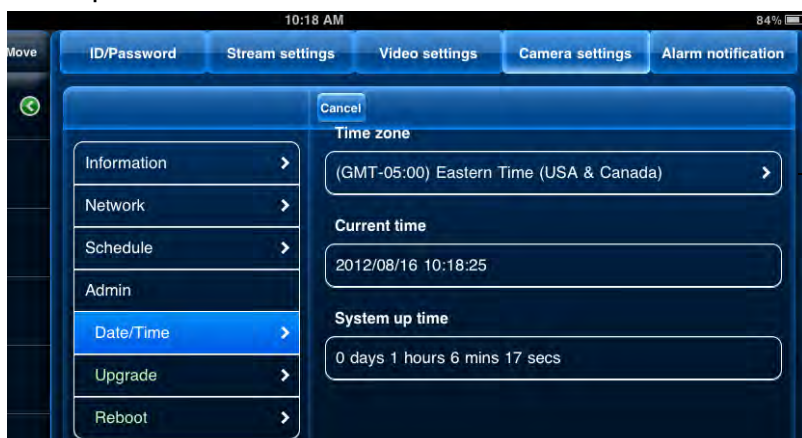 10:18 AM 84%
Move ID/Password Stream settings Video settings Camera settings Alarm notification
Cancel
Information
Network
Schedule
Admin
Date/Time
Upgrade
Reboot
Time zone
(GMT-05:00) Eastern Time (USA & Canada)
Current time
2012/08/16 10:18:25
System up time
0 days 1 hours 6 mins 17 secs